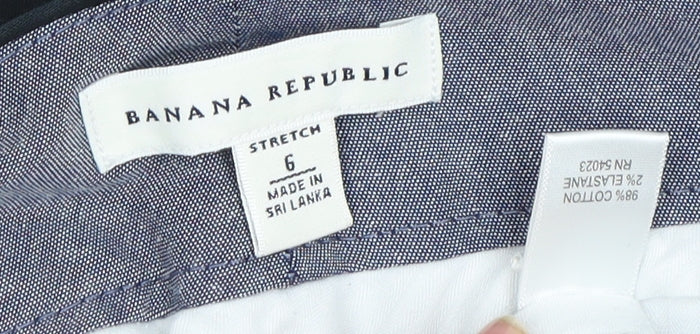 BANANA REPUBLIC
STRETCH
6
MADE IN
SRI LANKA
98% COTTON
2% ELASTANE
RN 54023